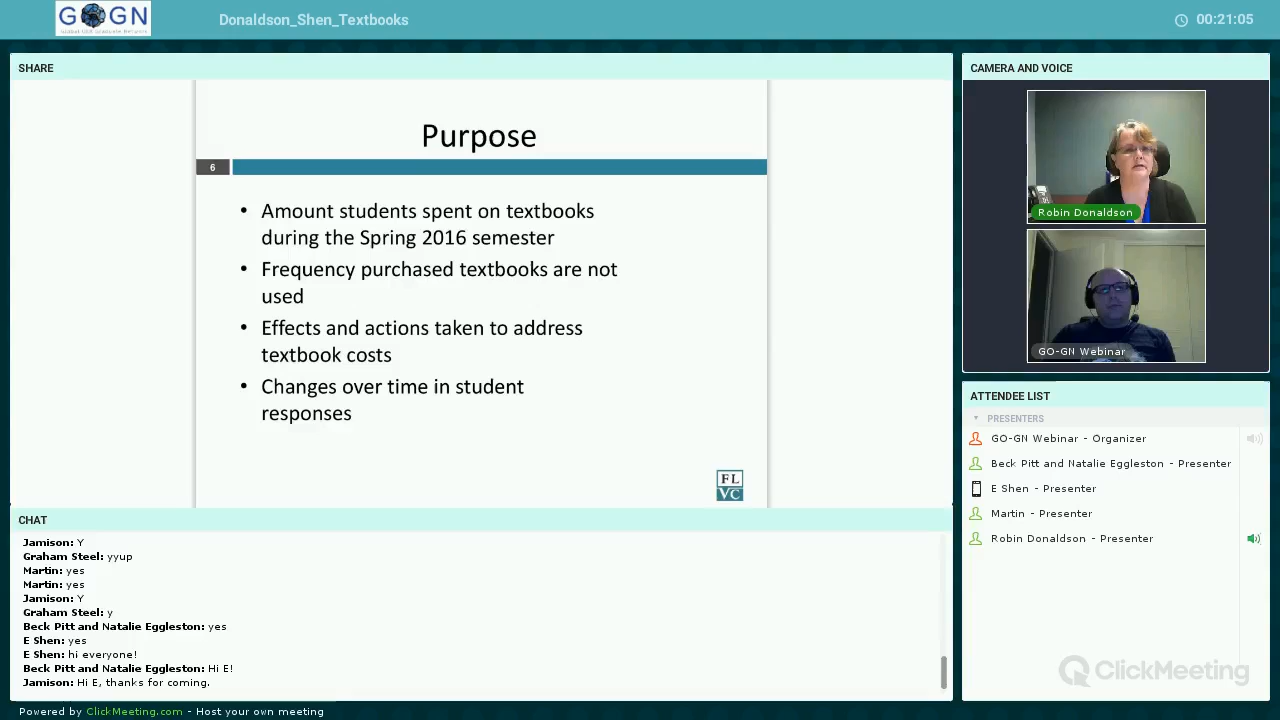 GOGN
Global OER Graduate Network
Donaldson_Shen_Textbooks
00:21:05
SHARE
Purpose
6
• Amount students spent on textbooks
during the Spring 2016 semester
• Frequency purchased textbooks are not
used
• Effects and actions taken to address
textbook costs
• Changes over time in student
responses
FL
VC
CAMERA AND VOICE
Robin Donaldson
GO-GN Webinar
ATTENDEE LIST
PRESENTERS
GO-GN Webinar - Organizer
Beck Pitt and Natalie Eggleston - Presenter
E Shen - Presenter
Martin - Presenter
Robin Donaldson - Presenter
ClickMeeting
CHAT
Jamison: Y
Graham Steel: yyup
Martin: yes
Martin: yes
Jamison: Y
Graham Steel: y
Beck Pitt and Natalie Eggleston: yes
E Shen: yes
E Shen: hi everyone!
Beck Pitt and Natalie Eggleston: Hi E!
Jamison: Hi E, thanks for coming.
Powered by ClickMeeting.com - Host your own meeting